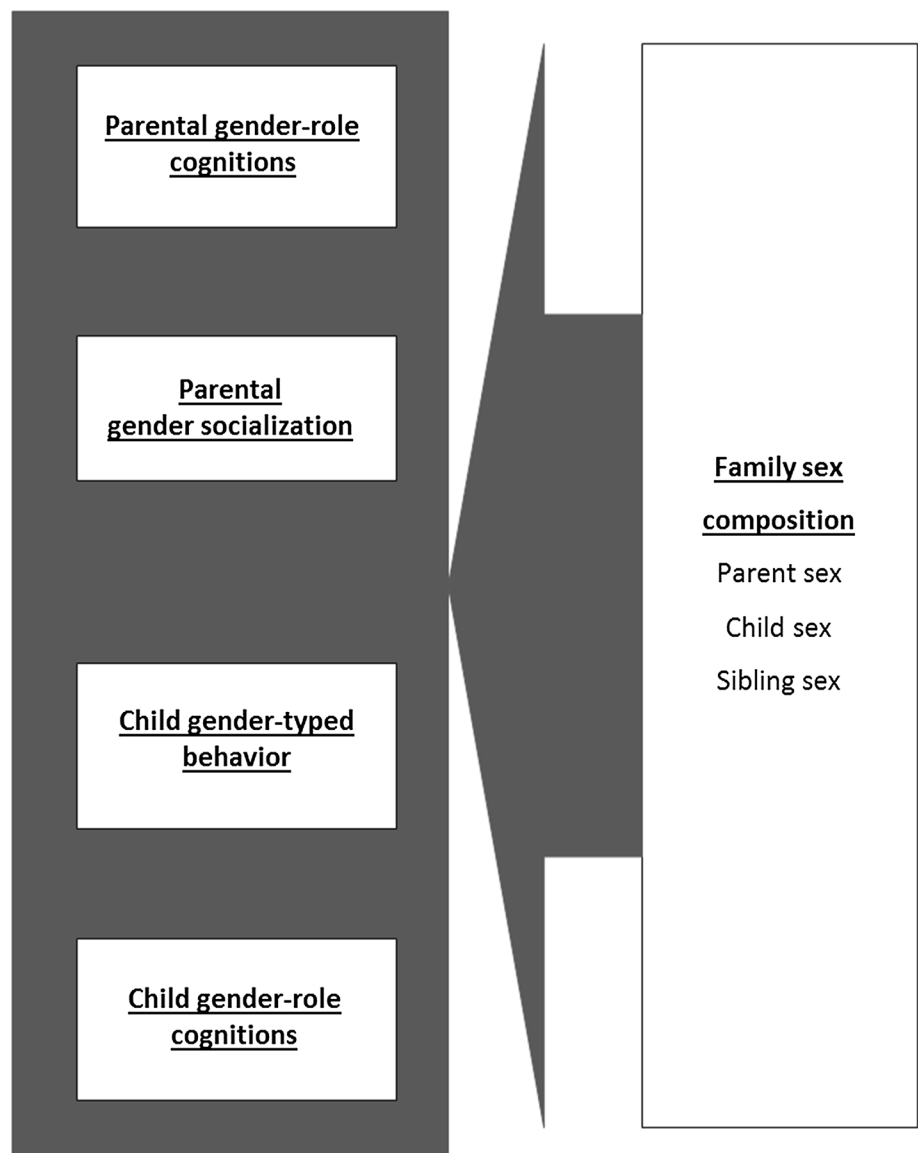 Parental gender-role
cognitions
Parental
gender socialization
Child gender-typed
behavior
Child gender-role
cognitions
Family sex
composition
Parent sex
Child sex
Sibling sex